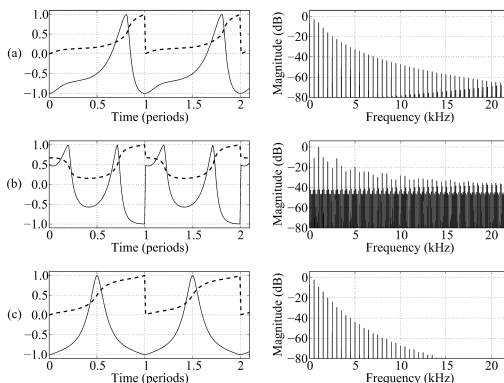 (a)
1.0
0.5
0.0
−0.5
−1.0
0 0.5 1 1.5 2
Time (periods)
Magnitude (dB)
0
−20
−40
−60
−80
0 5 10 15 20
Frequency (kHz)
(b)
1.0
0.5
0.0
−0.5
−1.0
0 0.5 1 1.5 2
Time (periods)
Magnitude (dB)
0
−20
−40
−60
−80
0 5 10 15 20
Frequency (kHz)
(c)
1.0
0.5
0.0
−0.5
−1.0
0 0.5 1 1.5 2
Time (periods)
Magnitude (dB)
0
−20
−40
−60
−80
0 5 10 15 20
Frequency (kHz)